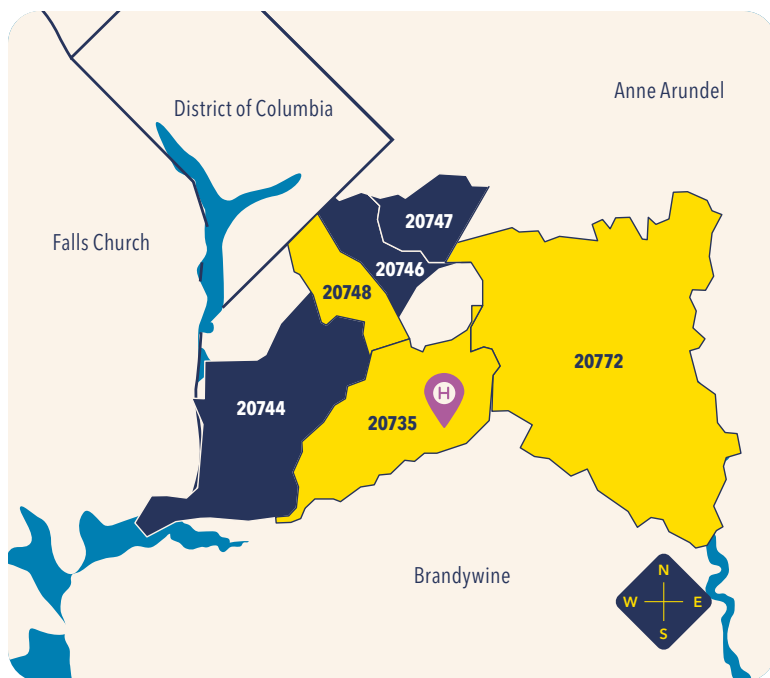 Anne Arundel
District of Columbia
20747
Falls Church
20746
20748
20772
H
20744
20735
Brandywine
N
W E
S